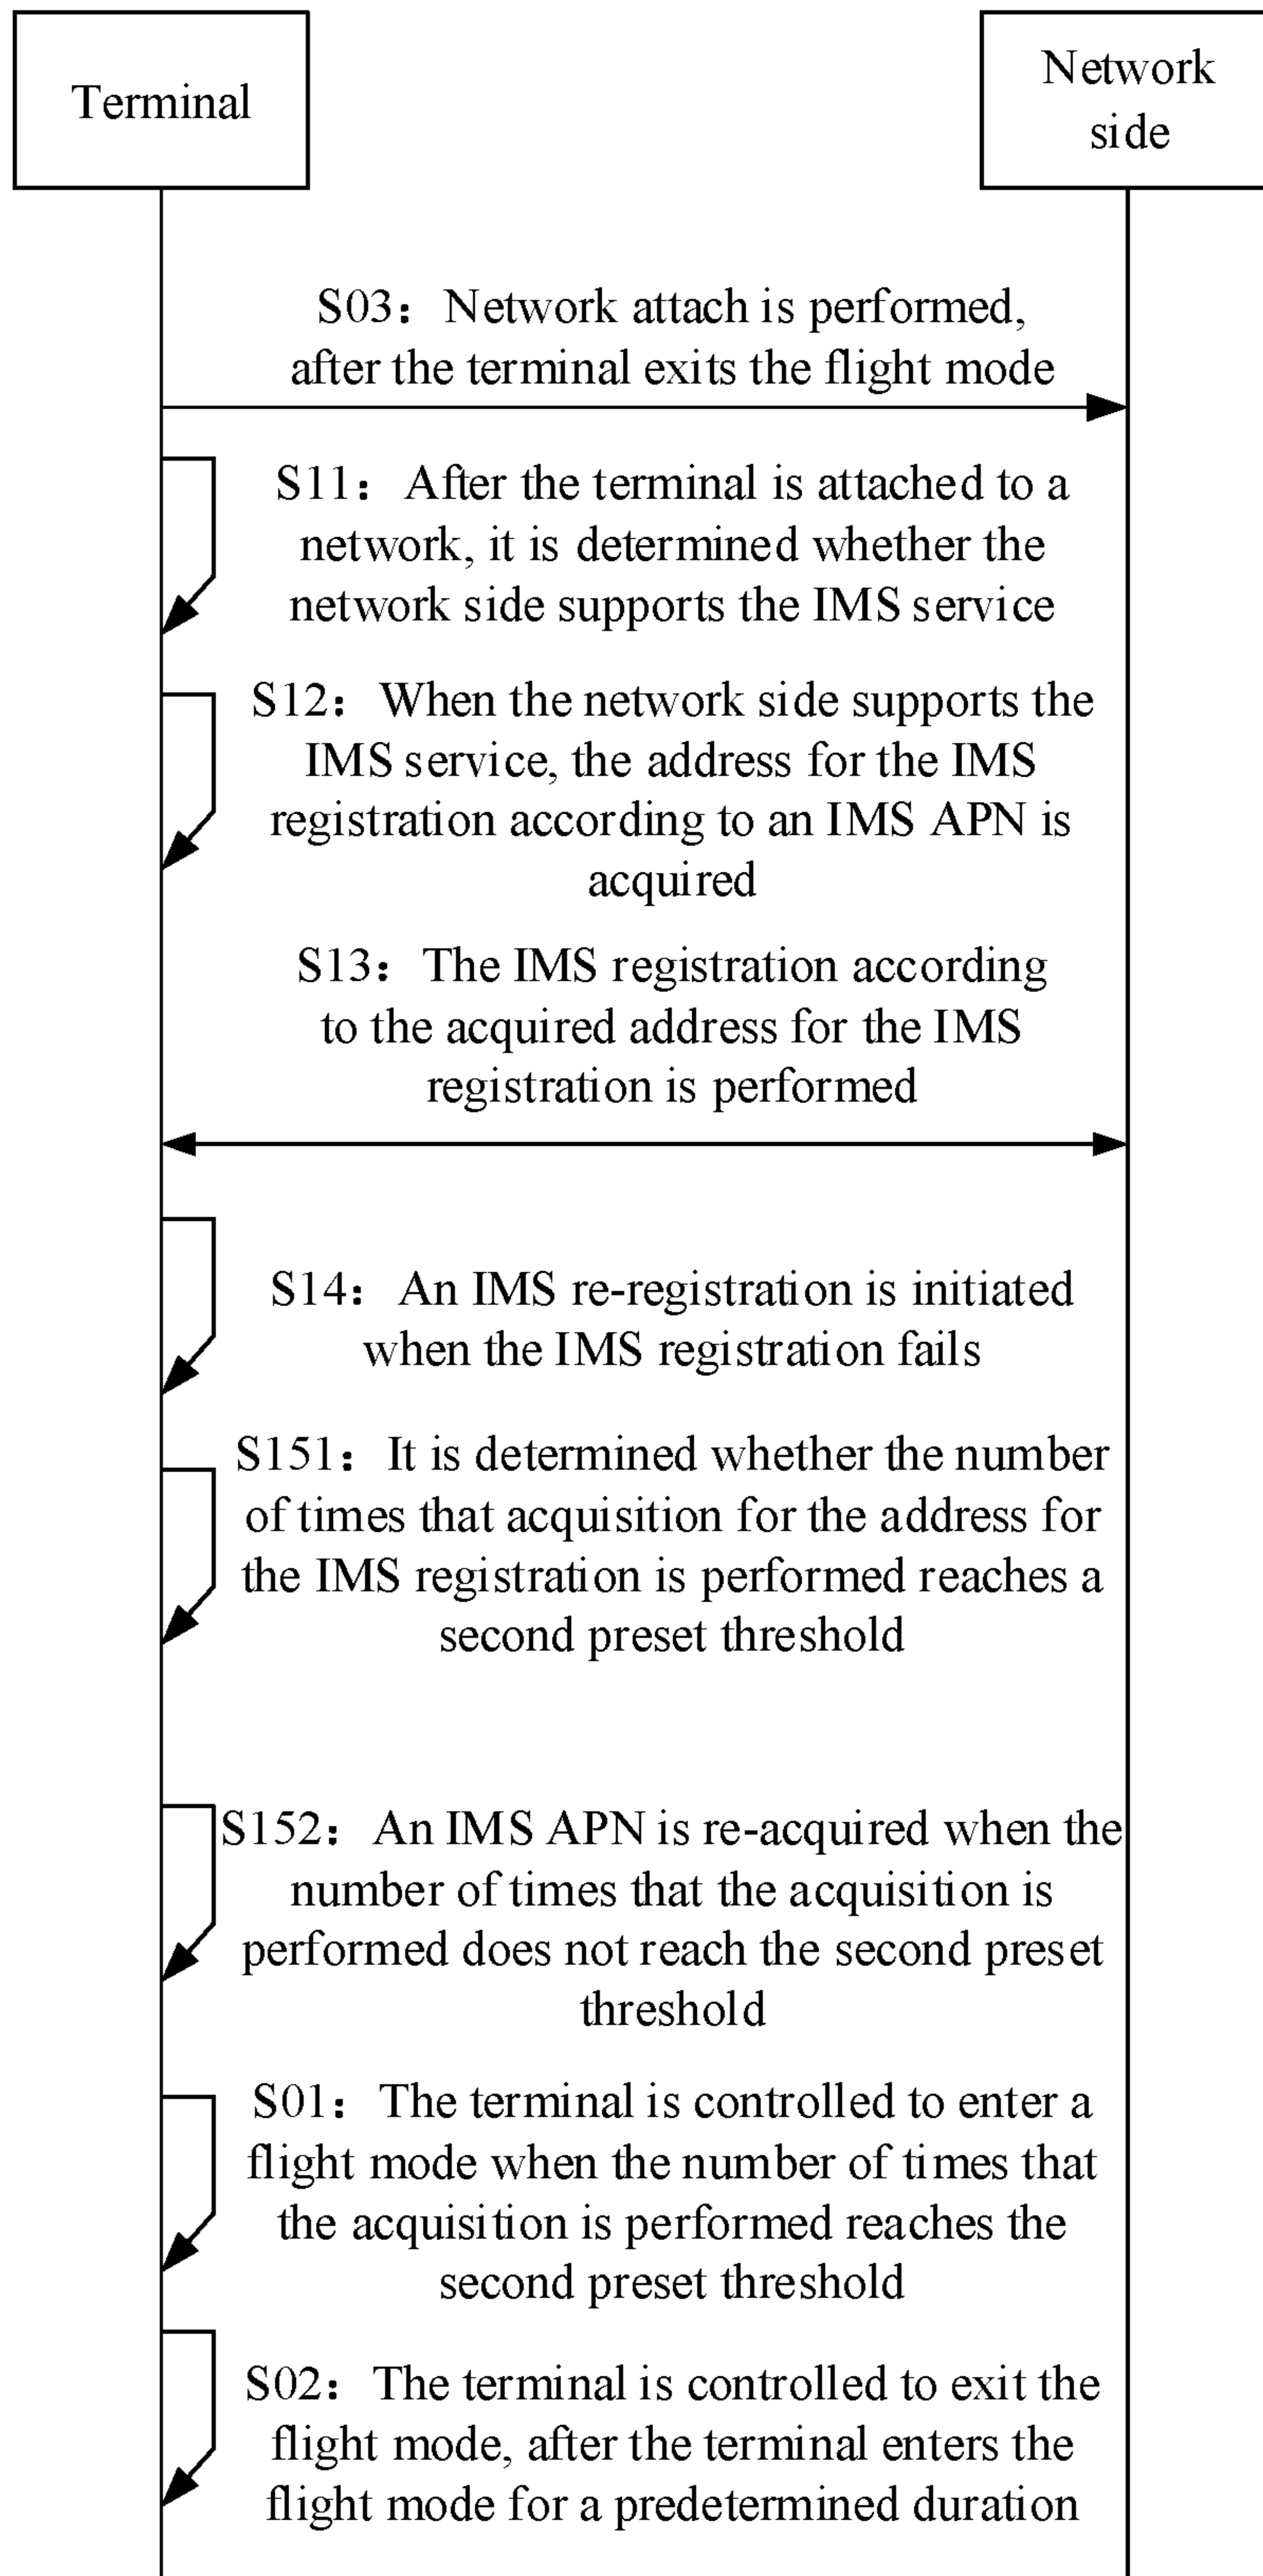 Terminal
Network
side
S03：Network attach is performed,
after the terminal exits the flight mode
S11：After the terminal is attached to a
network, it is determined whether the
network side supports the IMS service
S12：When the network side supports the
IMS service, the address for the IMS
registration according to an IMS APN is
acquired
S13：The IMS registration according
to the acquired address for the IMS
registration is performed
S14：An IMS re-registration is initiated
when the IMS registration fails
S151：It is determined whether the number
of times that acquisition for the address for
the IMS registration is performed reaches a
second preset threshold
S152：An IMS APN is re-acquired when the
number of times that the acquisition is
performed does not reach the second preset
threshold
S01：The terminal is controlled to enter a
flight mode when the number of times that
the acquisition is performed reaches the
second preset threshold
S02：The terminal is controlled to exit the
flight mode, after the terminal enters the
flight mode for a predetermined duration